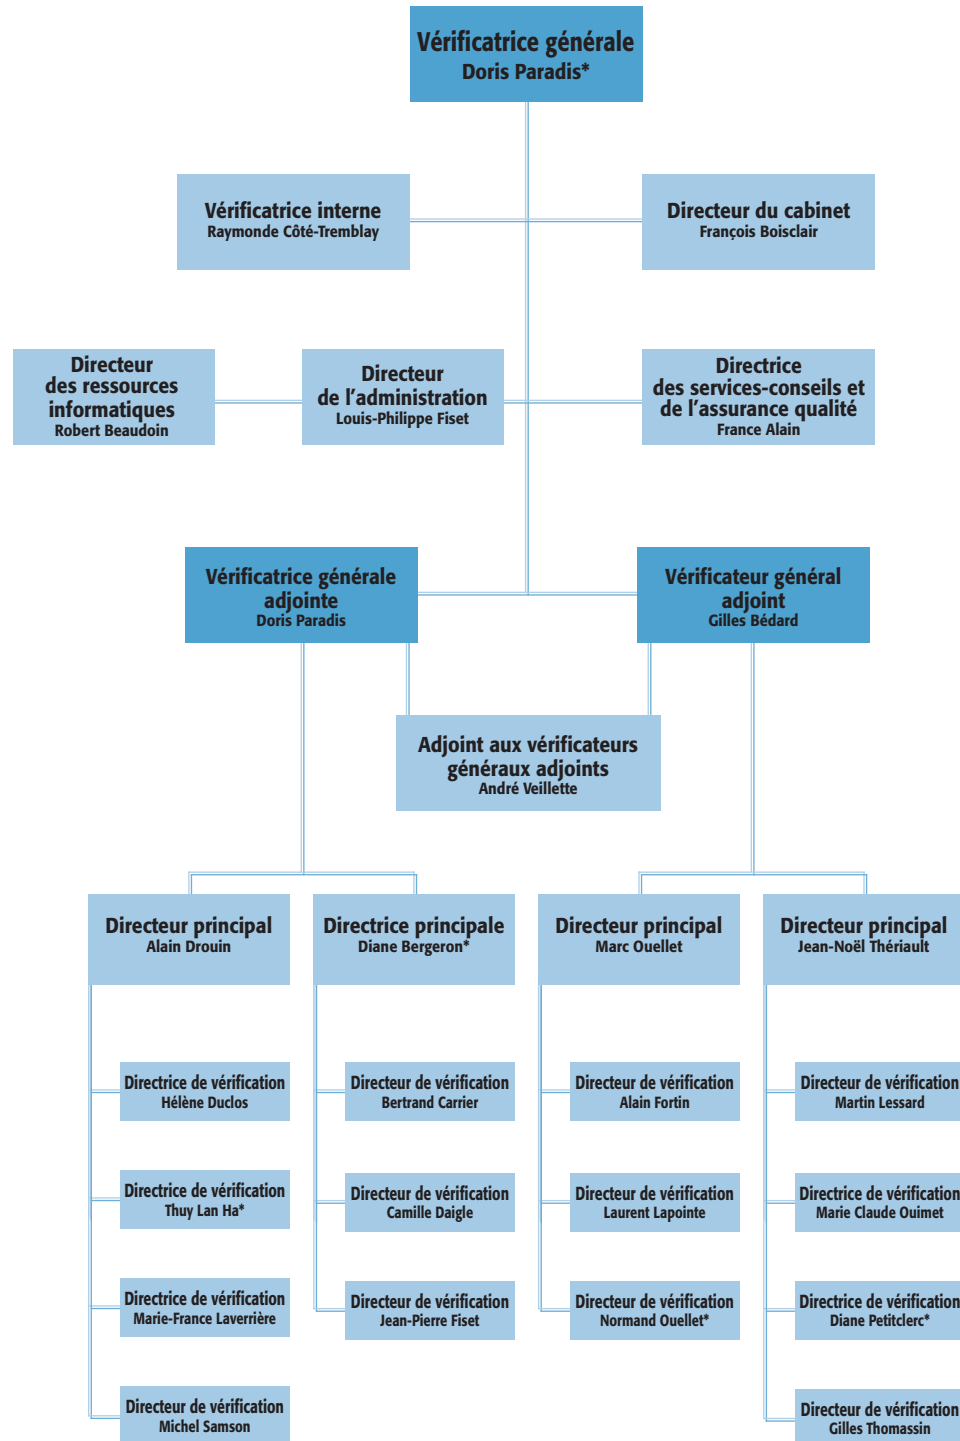 Vérificatrice générale
Doris Paradis*
Vérificatrice interne
Raymonde Côté-Tremblay
Directeur du cabinet
François Boisclair
Directeur
des ressources
informatiques
Robert Beaudoin
Directeur
de l'administration
Louis-Philippe Fiset
Directrice
des services-conseils et
de l'assurance qualité
France Alain
Vérificatrice générale
adjointe
Doris Paradis
Vérificateur général
adjoint
Gilles Bédard
Adjoint aux vérificateurs
généraux adjoints
André Veillette
Directeur principal
Alain Drouin
Directrice principale
Diane Bergeron*
Directeur principal
Marc Ouellet
Directeur principal
Jean-Noël Thériault
Directrice de vérification
Hélène Duclos
Directeur de vérification
Bertrand Carrier
Directeur de vérification
Alain Fortin
Directeur de vérification
Martin Lessard
Directrice de vérification
Thuy Lan Ha*
Directeur de vérification
Camille Daigle
Directeur de vérification
Laurent Lapointe
Directrice de vérification
Marie Claude Ouimet
Directrice de vérification
Marie-France Laverrière
Directeur de vérification
Jean-Pierre Fiset
Directeur de vérification
Normand Ouellet*
Directrice de vérification
Diane Petitclerc*
Directeur de vérification
Michel Samson
Directeur de vérification
Gilles Thomassin